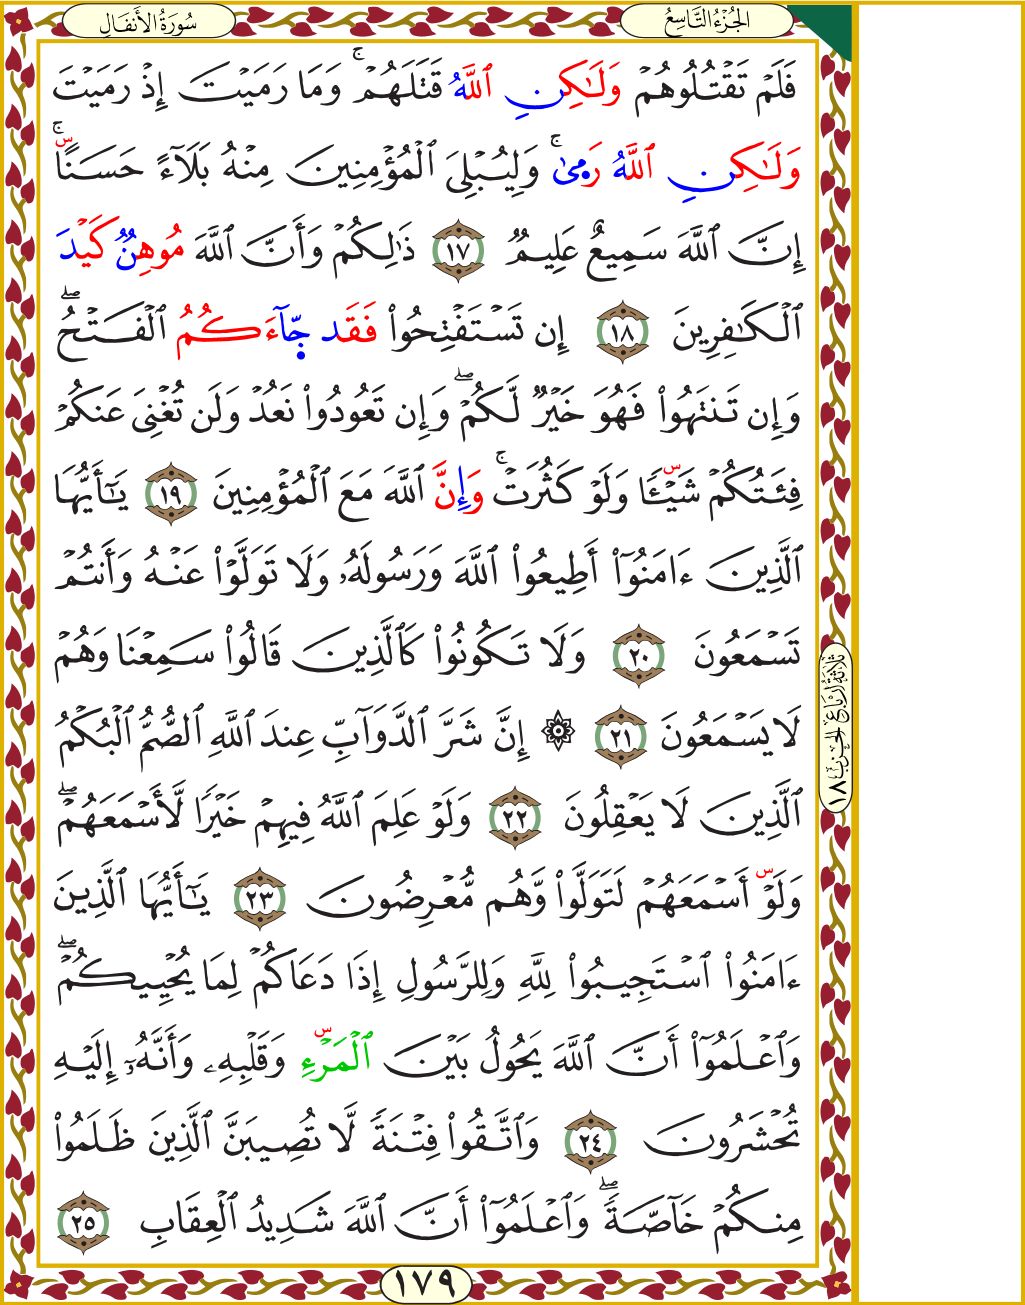 سُورَةُ الأَنفَال
الجُزْءُ التَّاسِعُ
فَلَمْ تَقْتُلُوهُمْ وَلَٰكِنِ ٱللَّهُ قَتَلَهُمْۚ وَمَا رَمَيْتَ إِذْ رَمَيْتَ
وَلَٰكِنِ ٱللَّهُ رَمٜىٰۚ وَلِيُبْلِيَ ٱلْمُؤْمِنِينَ مِنْهُ بَلَآءً حَسَنًاۚ
إِنَّ ٱللَّهَ سَمِيعٌ عَلِيمٌ ١٧ ذَٰلِكُمْ وَأَنَّ ٱللَّهَ مُوهِنٌ كَيْدَ
ٱلْكَٰفِرِينَ ١٨ إِن تَسْتَفْتِحُوا۟ فَقَد جَّآءَكُمُ ٱلْفَتْحُۖ
وَإِن تَنتَهُوا۟ فَهُوَ خَيْرٌ لَّكُمْۖ وَإِن تَعُودُوا۟ نَعُدْ وَلَن تُغْنِيَ عَنكُمْ
فِئَتُكُمْ شَيْـًٔا وَلَوْ كَثُرَتْۚ وَإِنَّ ٱللَّهَ مَعَ ٱلْمُؤْمِنِينَ ١٩ يَٰٓأَيُّهَا
ٱلَّذِينَ ءَامَنُوٓا۟ أَطِيعُوا۟ ٱللَّهَ وَرَسُولَهُۥ وَلَا تَوَلَّوْا۟ عَنْهُ وَأَنتُمْ
تَسْمَعُونَ ٢٠ وَلَا تَكُونُوا۟ كَٱلَّذِينَ قَالُوا۟ سَمِعْنَا وَهُمْ
لَا يَسْمَعُونَ ٢١ ۞ إِنَّ شَرَّ ٱلدَّوَآبِّ عِندَ ٱللَّهِ ٱلصُّمُّ ٱلْبُكْمُ
ٱلَّذِينَ لَا يَعْقِلُونَ ٢٢ وَلَوْ عَلِمَ ٱللَّهُ فِيهِمْ خَيْرًا لَّأَسْمَعَهُمْۖ
وَلَوْ أَسْمَعَهُمْ لَتَوَلَّوا۟ وَّهُم مُّعْرِضُونَ ٢٣ يَٰٓأَيُّهَا ٱلَّذِينَ
ءَامَنُوا۟ ٱسْتَجِيبُوا۟ لِلَّهِ وَلِلرَّسُولِ إِذَا دَعَاكُمْ لِمَا يُحْيِيكُمْۖ
وَٱعْلَمُوٓا۟ أَنَّ ٱللَّهَ يَحُولُ بَيْنَ ٱلْمَرْءِ وَقَلْبِهِۦ وَأَنَّهُۥٓ إِلَيْهِ
تُحْشَرُونَ ٢٤ وَٱتَّقُوا۟ فِتْنَةً لَّا تُصِيبَنَّ ٱلَّذِينَ ظَلَمُوا۟
مِنكُمْ خَآصَّةًۖ وَٱعْلَمُوٓا۟ أَنَّ ٱللَّهَ شَدِيدُ ٱلْعِقَابِ ٢٥
ثَلَاثَةُ أَرْبَاعِ الحِزْبِ ١٨
١٧٩